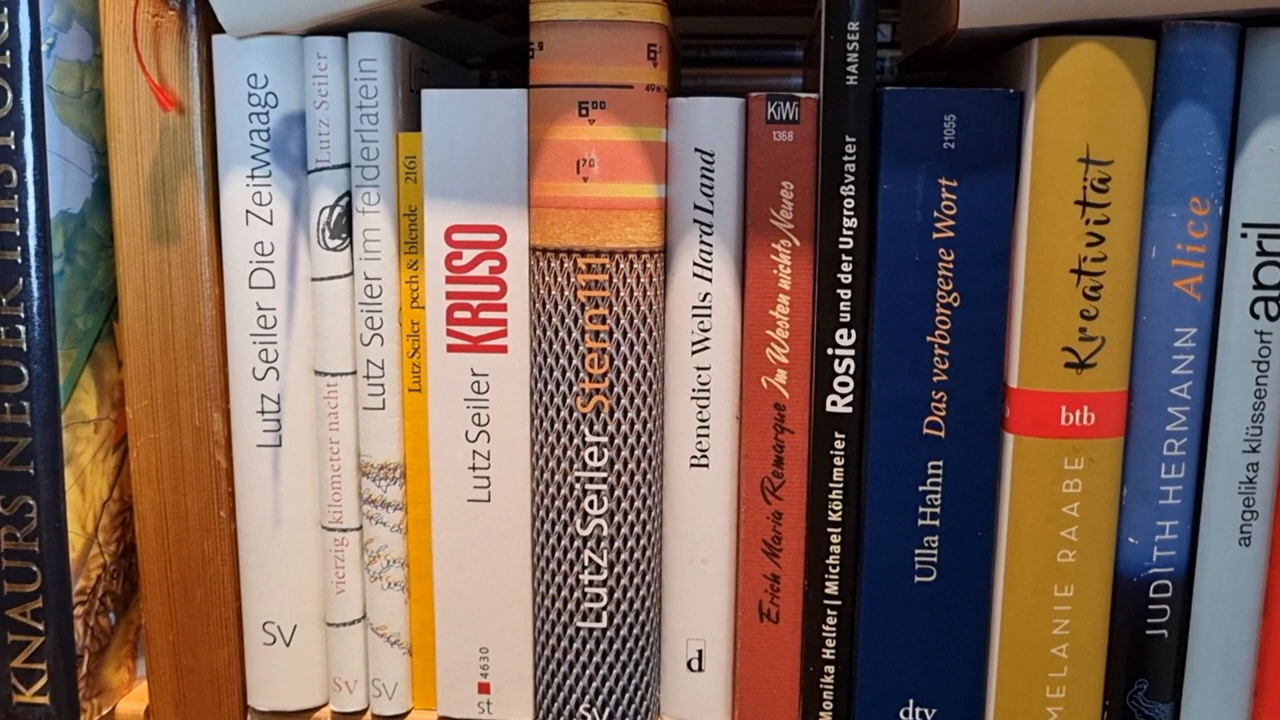 KNAURS NEUER HISTORI
Lutz Seiler Die Zeitwaage
SV
Lutz Seiler
vierzig kilometer nacht
SV
Lutz Seiler im felderlatein
SV
Lutz Seiler pech & blende 2161
Lutz Seiler KRUSO
st 4630
6⁰⁰
1⁷⁰
49m
Lutz Seiler Stern 111
SV
Benedict Wells Hard Land
d
KiWi
1368
Erich Maria Remarque Im Westen nichts Neues
Monika Helfer | Michael Köhlmeier Rosie und der Urgroßvater HANSER
Ulla Hahn Das verborgene Wort 21055
dtv
MELANIE RAABE Kreativität
btb
JUDITH HERMANN Alice
angelika klüssendorf april